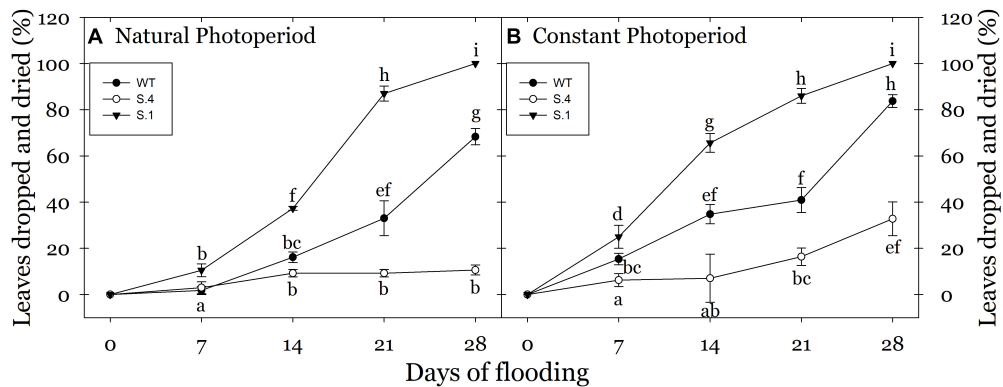 120 A Natural Photoperiod B Constant Photoperiod 120
Leaves dropped and dried (%)
100
80
60
40
20
0
WT
S.4
S.1
b
a
f
bc
b
h
ef
b
i
g
b
0 7 14 21 28
WT
S.4
S.1
d
bc
a
g
ef
ab
h
f
bc
i
h
ef
0 7 14 21 28
100
80
60
40
20
0
Leaves dropped and dried (%)
Days of flooding